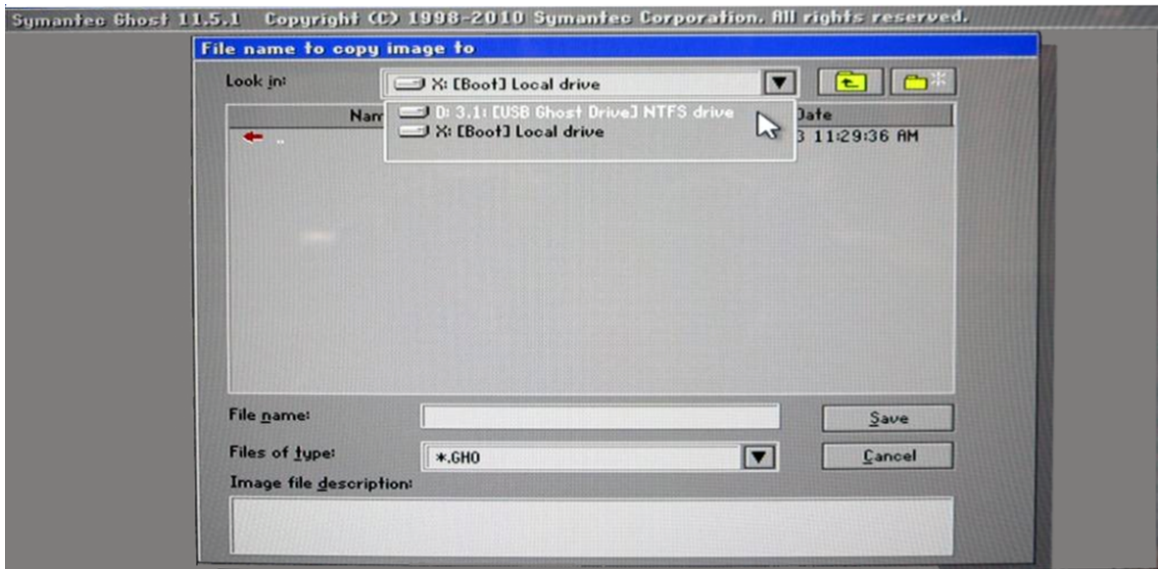 Symantec Ghost 11.5.1 Copyright (C) 1998-2010 Symantec Corporation. All rights reserved.
File name to copy image to
Look in:
X: [Boot] Local drive
Nam
Date
D: 3.1: [USB Ghost Drive] NTFS drive
X: [Boot] Local drive
..
3 11:29:36 AM
File name:
Save
Files of type:
*.GHO
Cancel
Image file description: